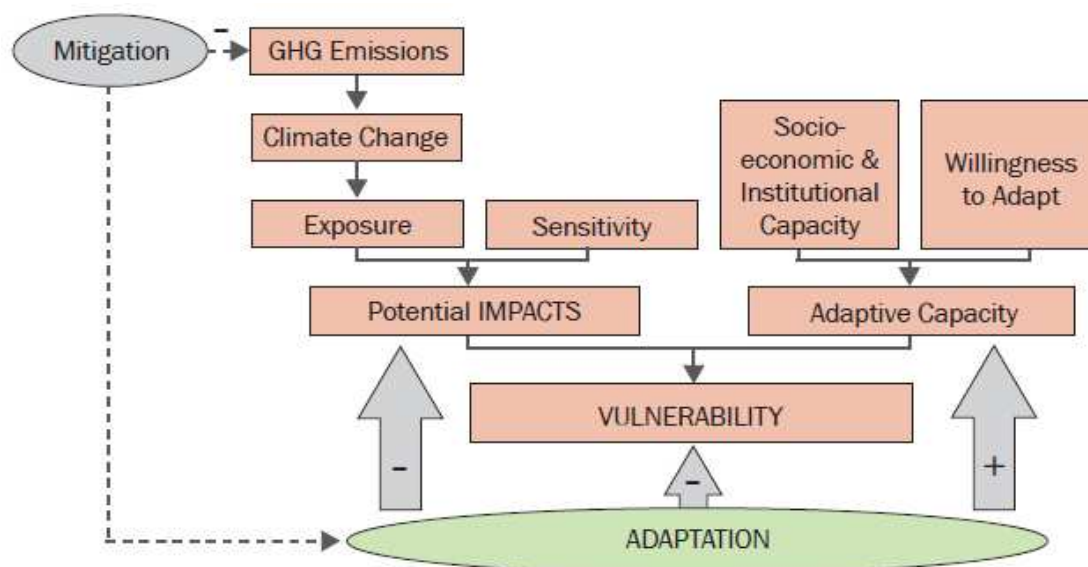 Mitigation
-
GHG Emissions
Climate Change
Socio-
economic &
Institutional
Capacity
Willingness
to Adapt
Exposure
Sensitivity
Potential IMPACTS
Adaptive Capacity
VULNERABILITY
-
-
+
ADAPTATION